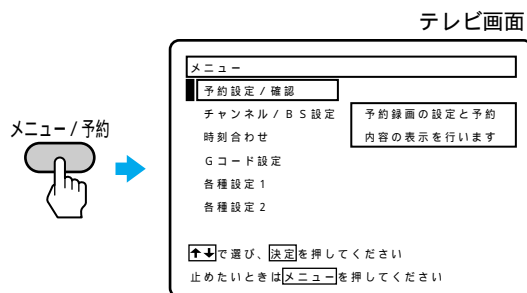 テレビ画面
メニュー / 予約
メニュー
予約設定 / 確認
チャンネル / BS設定
時刻合わせ
Gコード設定
各種設定1
各種設定2
予約録画の設定と予約
内容の表示を行います
↑↓で選び、決定を押してください
止めたいときはメニューを押してください